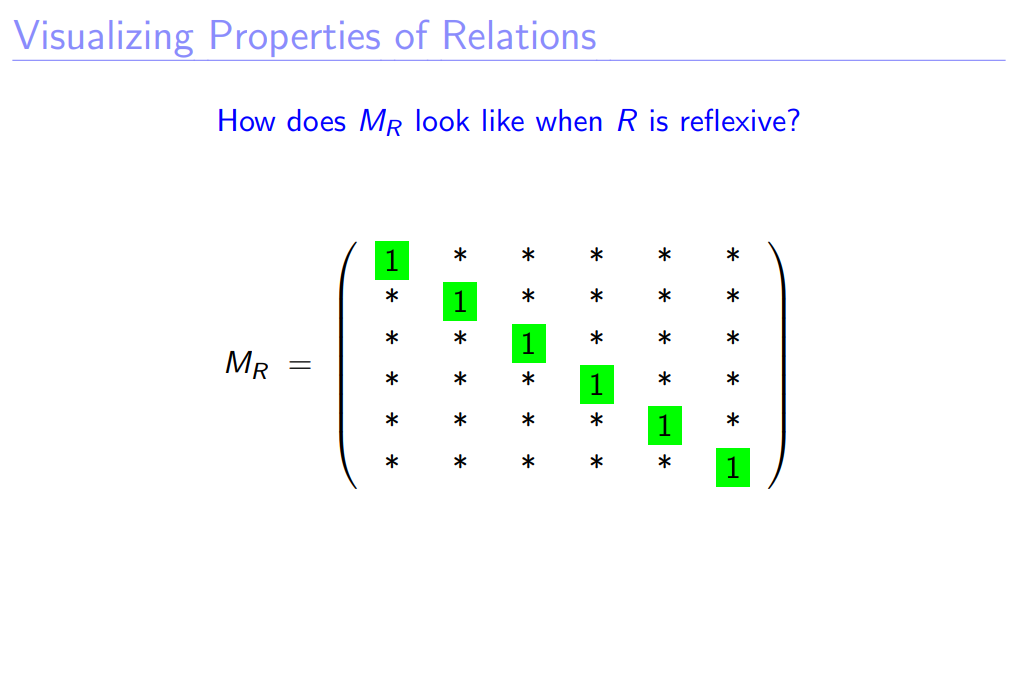 Visualizing Properties of Relations
How does M_R look like when R is reflexive?
1 * * * * *
* 1 * * * *
* * 1 * * *
M_R =
* * * 1 * *
* * * * 1 *
* * * * * 1